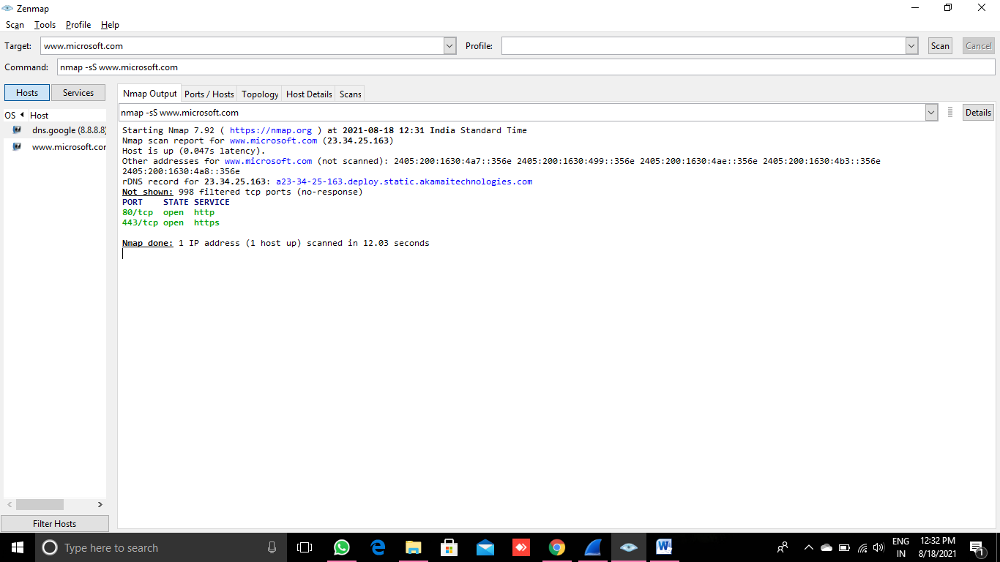 Zenmap
Scan Tools Profile Help
Target: www.microsoft.com Profile: Scan Cancel
Command: nmap -sS www.microsoft.com
Hosts Services
Nmap Output Ports / Hosts Topology Host Details Scans
OS Host
nmap -sS www.microsoft.com Details
dns.google (8.8.8.8)
www.microsoft.cor
Starting Nmap 7.92 ( https://nmap.org ) at 2021-08-18 12:31 India Standard Time
Nmap scan report for www.microsoft.com (23.34.25.163)
Host is up (0.047s latency).
Other addresses for www.microsoft.com (not scanned): 2405:200:1630:4a7::356e 2405:200:1630:499::356e 2405:200:1630:4ae::356e 2405:200:1630:4b3::356e
2405:200:1630:4a8::356e
rDNS record for 23.34.25.163: a23-34-25-163.deploy.static.akamaitechnologies.com
Not shown: 998 filtered tcp ports (no-response)
PORT STATE SERVICE
80/tcp open http
443/tcp open https
Nmap done: 1 IP address (1 host up) scanned in 12.03 seconds
Filter Hosts
Type here to search
ENG
IN
12:32 PM
8/18/2021
1